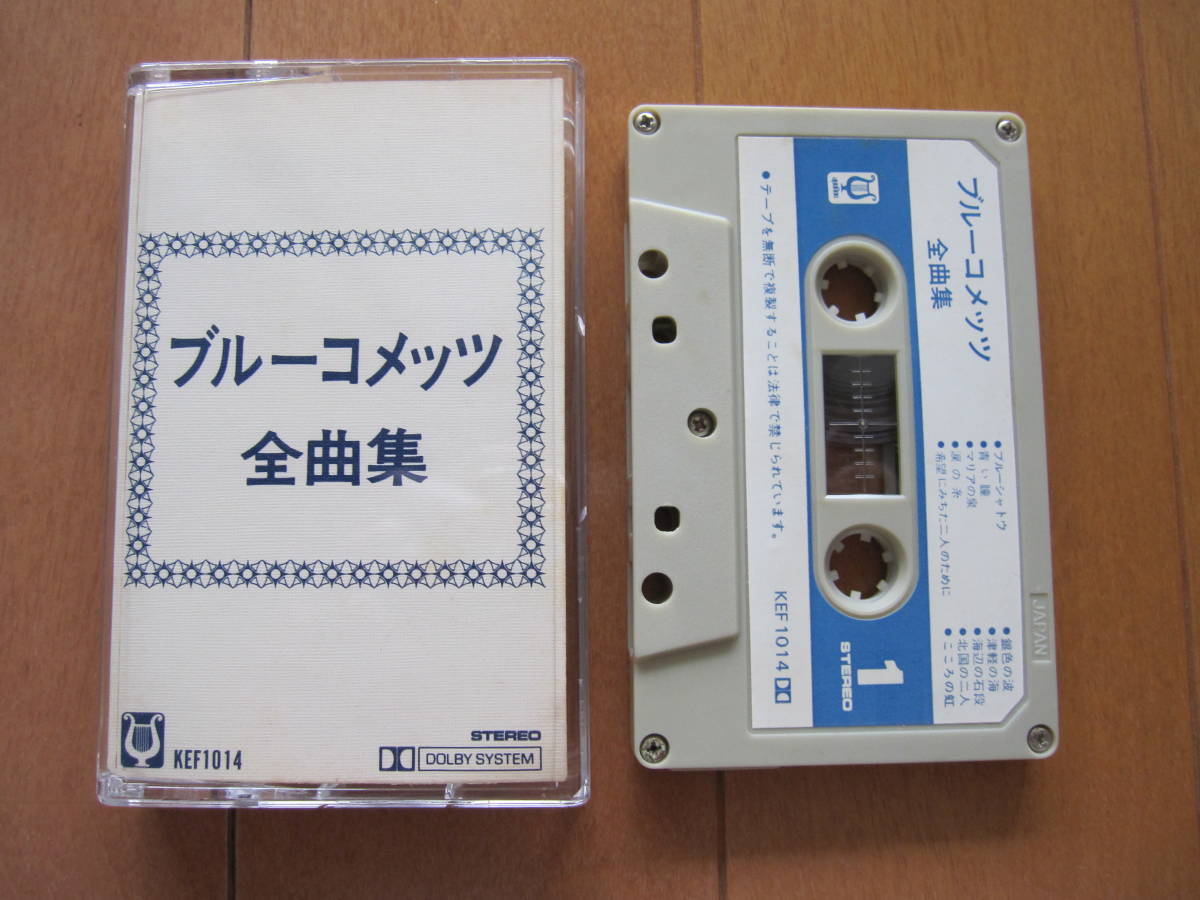 ブルーコメッツ
全曲集
KEF1014
STEREO
DOLBY SYSTEM
ブルーコメッツ
全曲集
●ブルーシャトウ
●青い瞳
●マリアの泉
●涙の糸
●希望にみちた二人のために
●銀色の波
●津軽の海
●海辺の石段
●北国の二人
●こころの虹
1
STEREO
●テープを無断で複製することは法律で禁じられています。
KEF1014
JAPAN